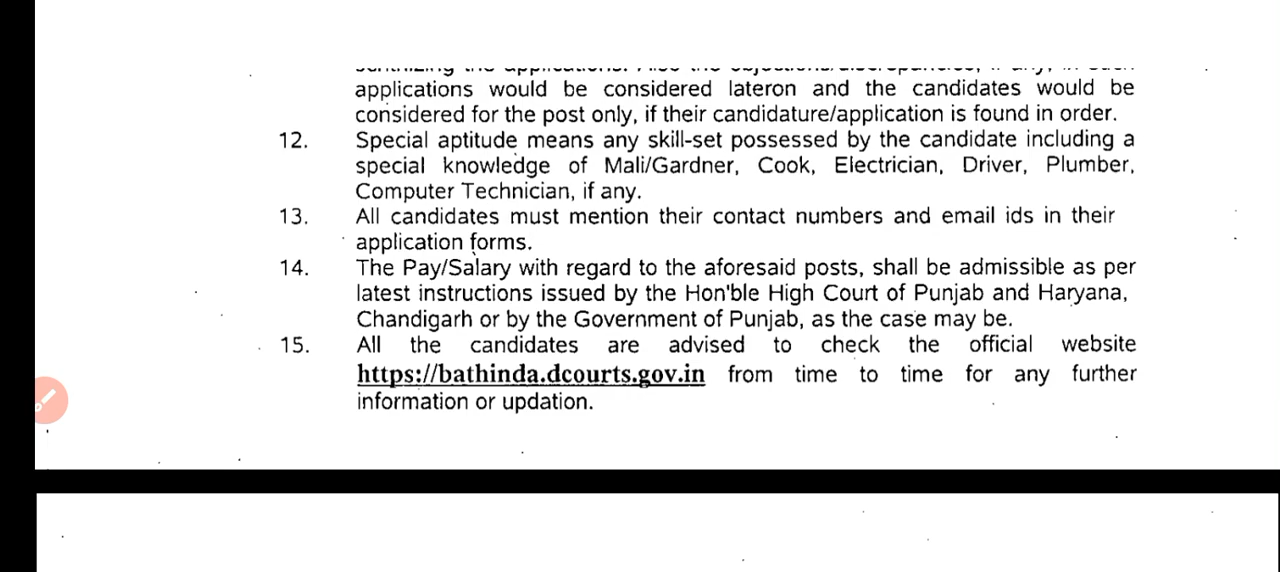 applications would be considered lateron and the candidates would be
considered for the post only, if their candidature/application is found in order.
12. Special aptitude means any skill-set possessed by the candidate including a
special knowledge of Mali/Gardner, Cook, Electrician, Driver, Plumber,
Computer Technician, if any.
13. All candidates must mention their contact numbers and email ids in their
application forms.
14. The Pay/Salary with regard to the aforesaid posts, shall be admissible as per
latest instructions issued by the Hon'ble High Court of Punjab and Haryana,
Chandigarh or by the Government of Punjab, as the case may be.
15. All the candidates are advised to check the official website
https://bathinda.dcourts.gov.in from time to time for any further
information or updation.